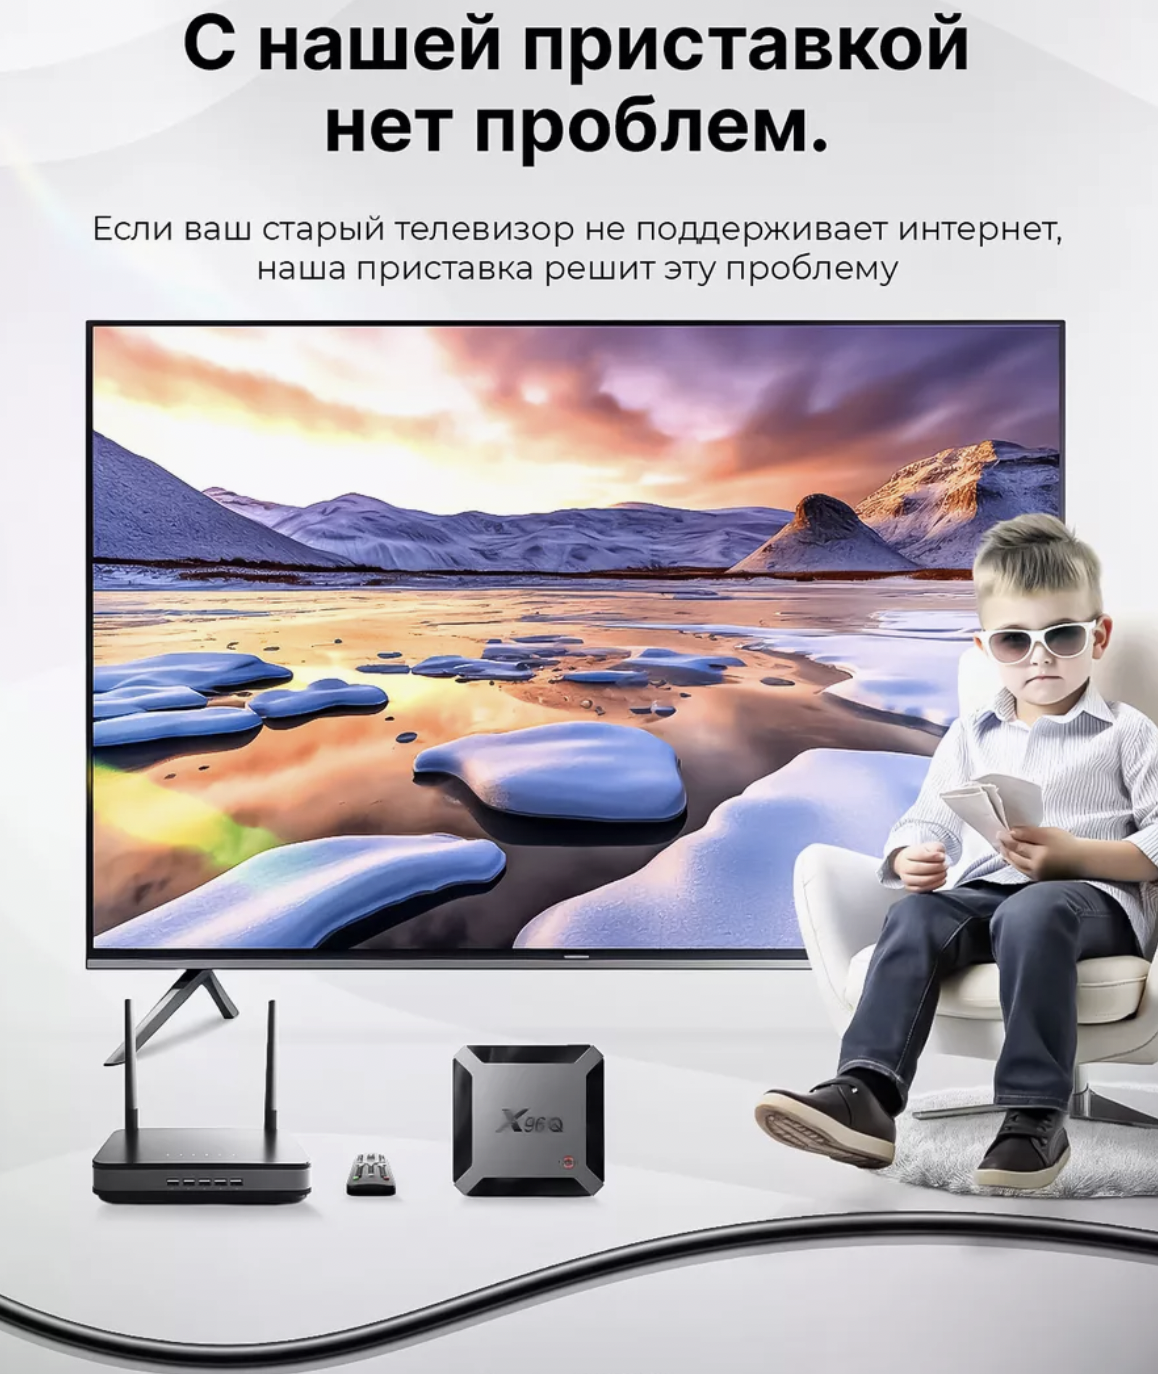 С нашей приставкой
нет проблем.
Если ваш старый телевизор не поддерживает интернет,
наша приставка решит эту проблему
X96Q